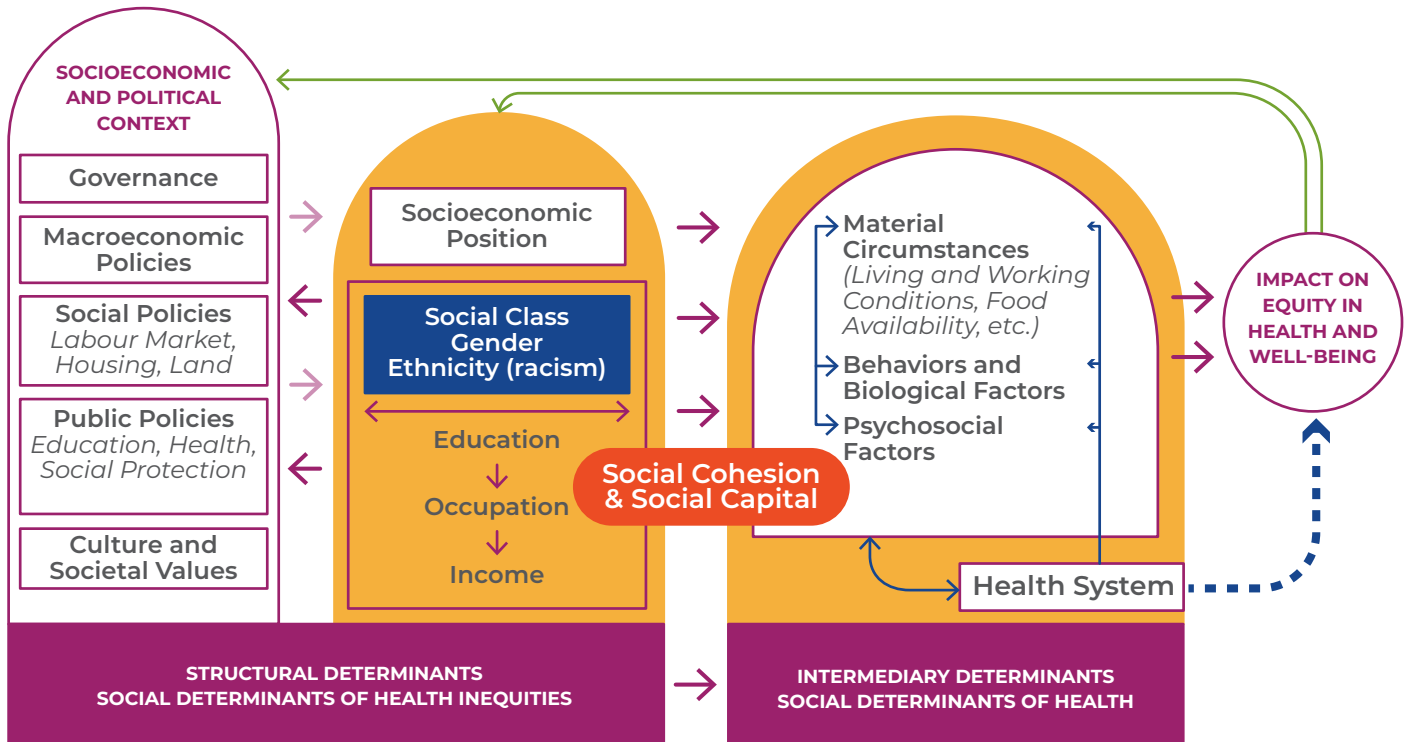 SOCIOECONOMIC
AND POLITICAL
CONTEXT
Governance
Macroeconomic
Policies
Social Policies
Labour Market,
Housing, Land
Public Policies
Education, Health,
Social Protection
Culture and
Societal Values
Socioeconomic
Position
Social Class
Gender
Ethnicity (racism)
Education
Occupation
Income
Social Cohesion
& Social Capital
Material
Circumstances
(Living and Working
Conditions, Food
Availability, etc.)
Behaviors and
Biological Factors
Psychosocial
Factors
Health System
IMPACT ON
EQUITY IN
HEALTH AND
WELL-BEING
STRUCTURAL DETERMINANTS
SOCIAL DETERMINANTS OF HEALTH INEQUITIES
INTERMEDIARY DETERMINANTS
SOCIAL DETERMINANTS OF HEALTH